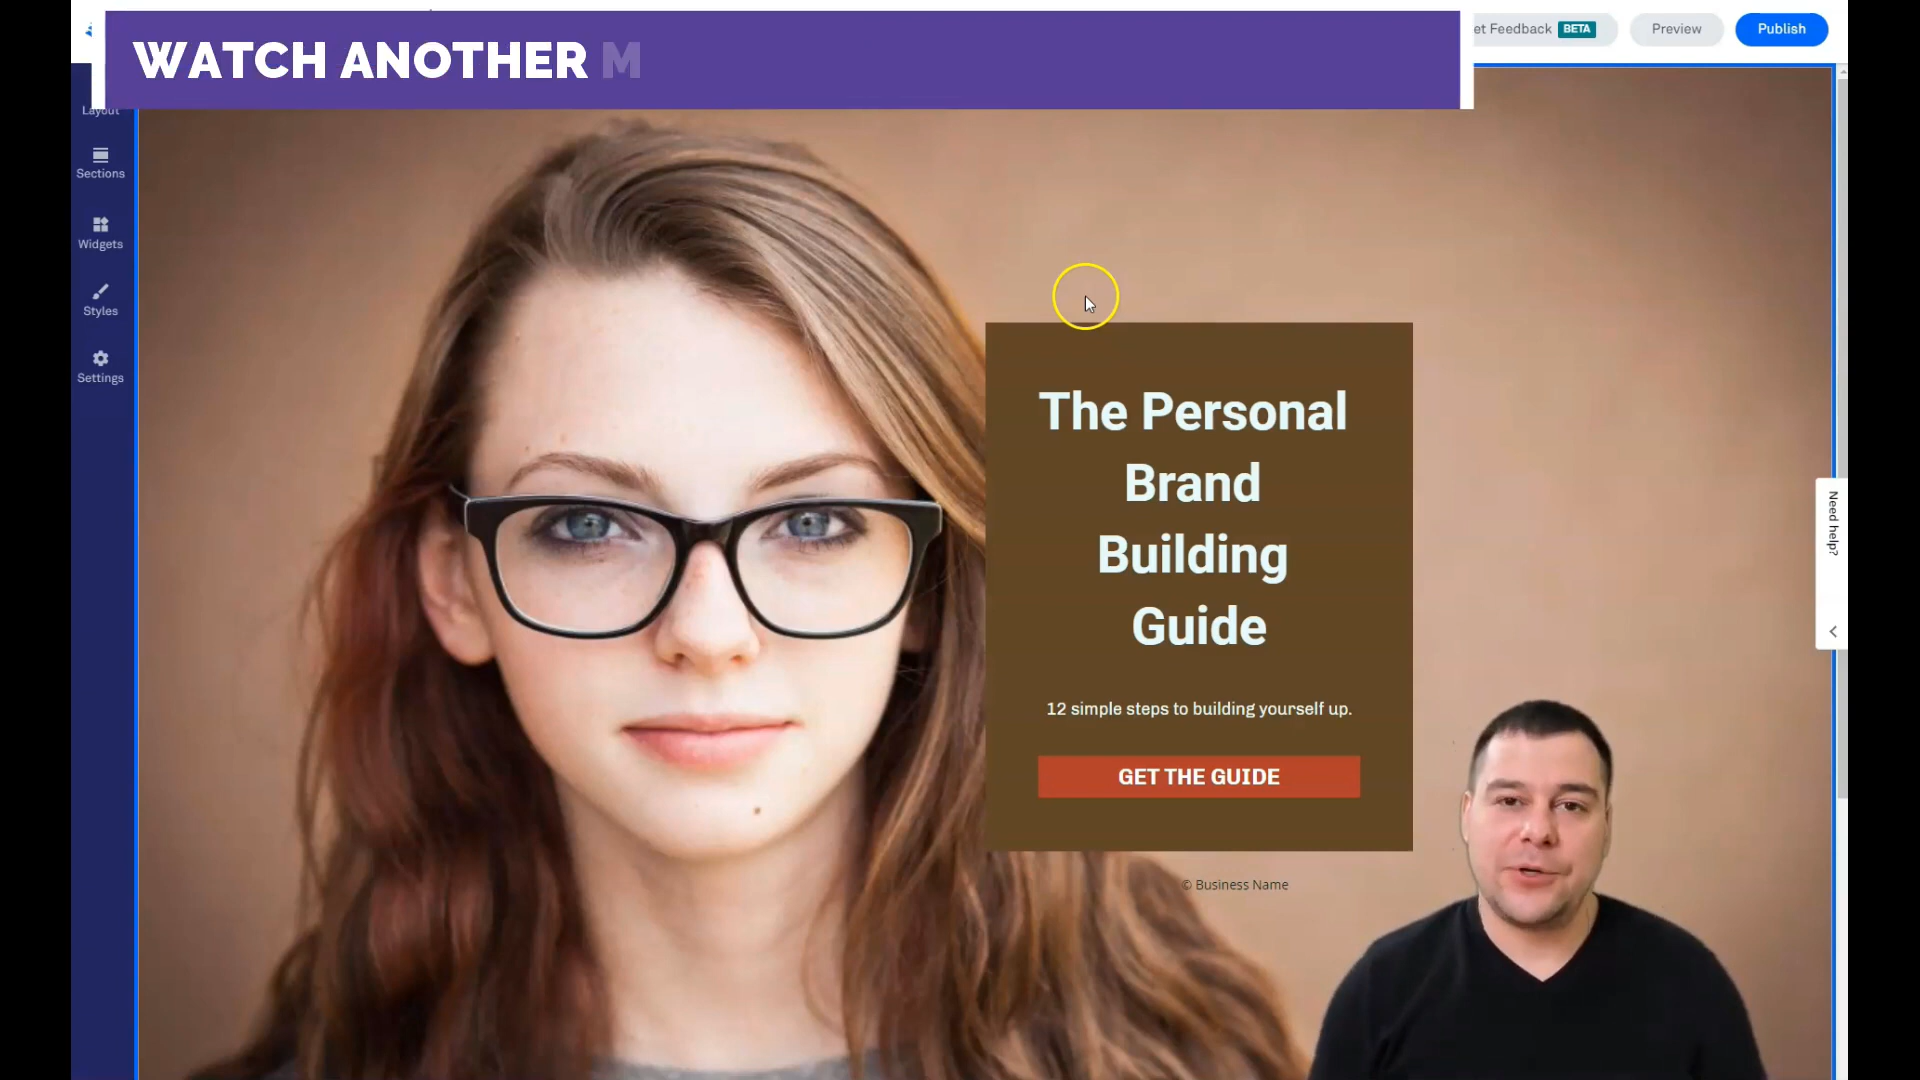 WATCH ANOTHER M
et Feedback BETA
Preview
Publish
Layout
Sections
Widgets
Styles
Settings
The Personal
Brand
Building
Guide
12 simple steps to building yourself up.
GET THE GUIDE
© Business Name
Need help?